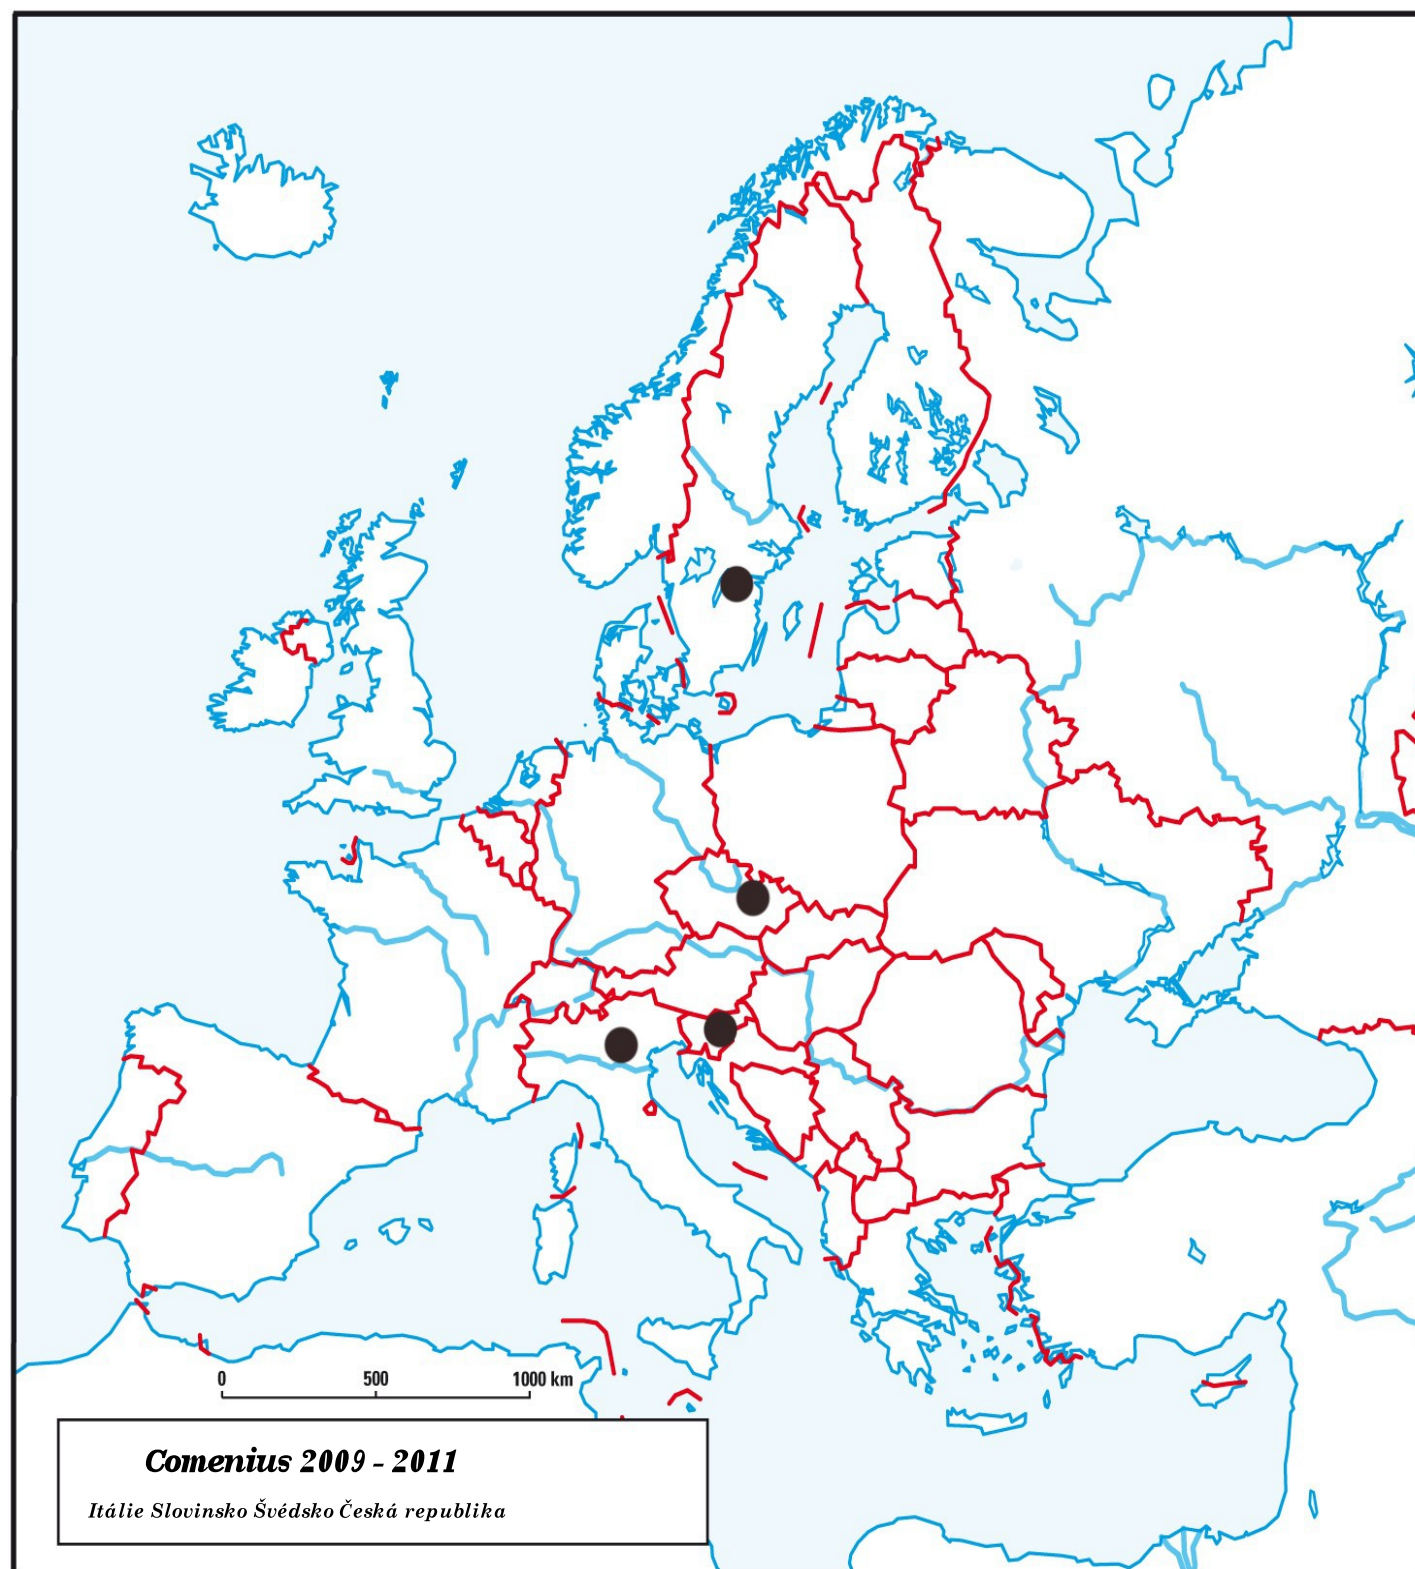 0 500 1000 km
Comenius 2009 - 2011
Itálie Slovinsko Švédsko Česká republika